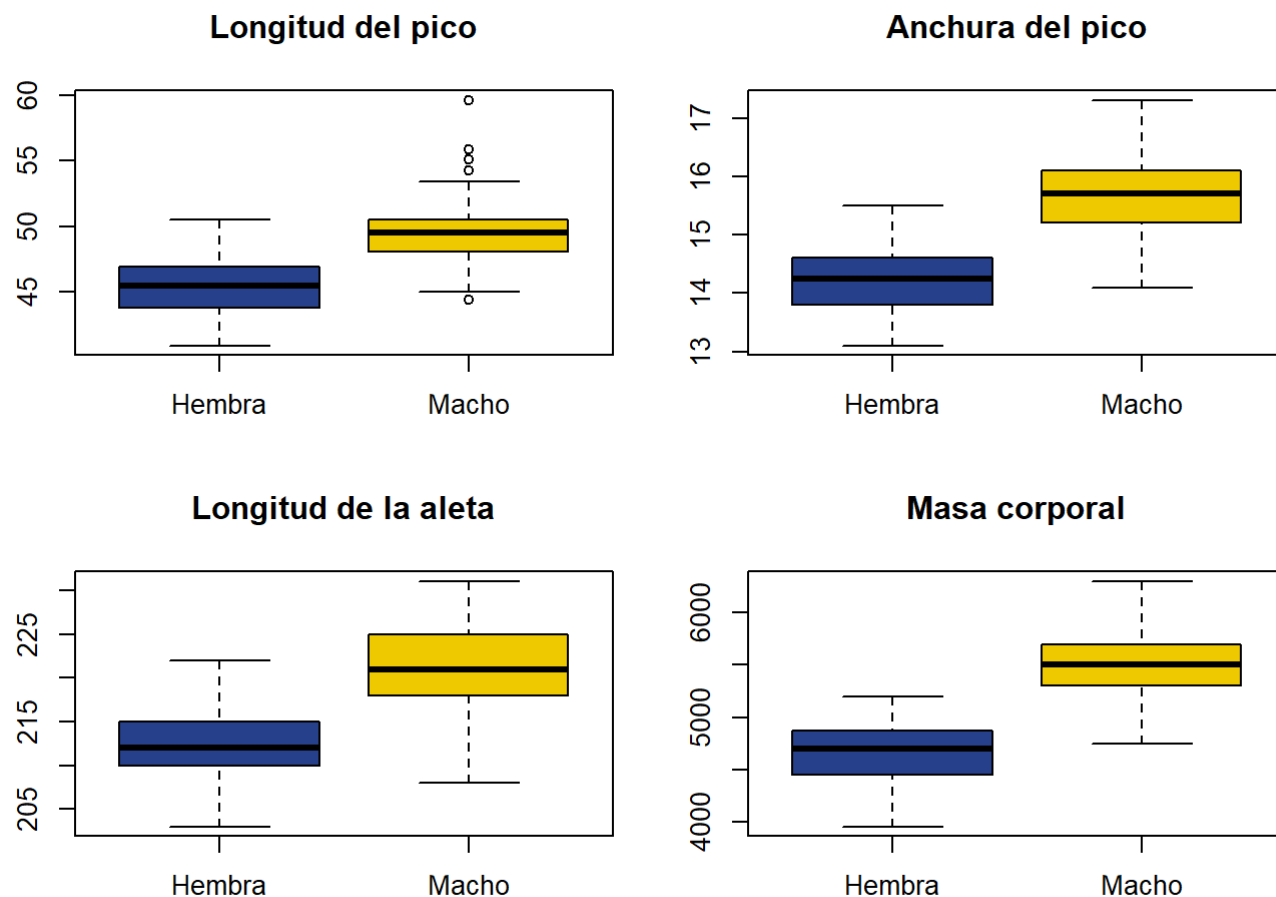 Longitud del pico
60
55
50
45
Hembra Macho
Anchura del pico
17
16
15
14
13
Hembra Macho
Longitud de la aleta
225
215
205
Hembra Macho
Masa corporal
6000
5000
4000
Hembra Macho